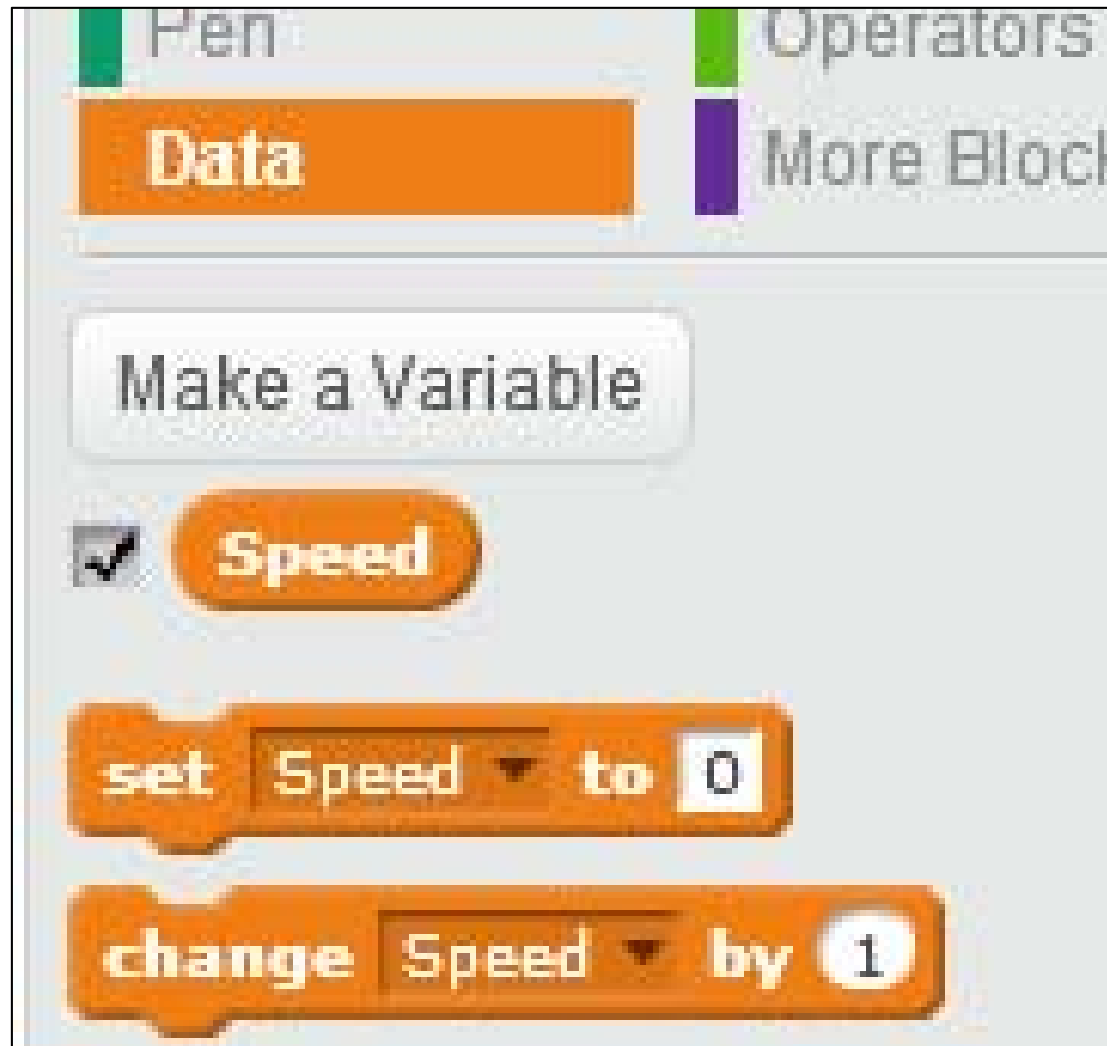 Pen Operators
Data More Block
Make a Variable
Speed
set Speed to 0
change Speed by 1